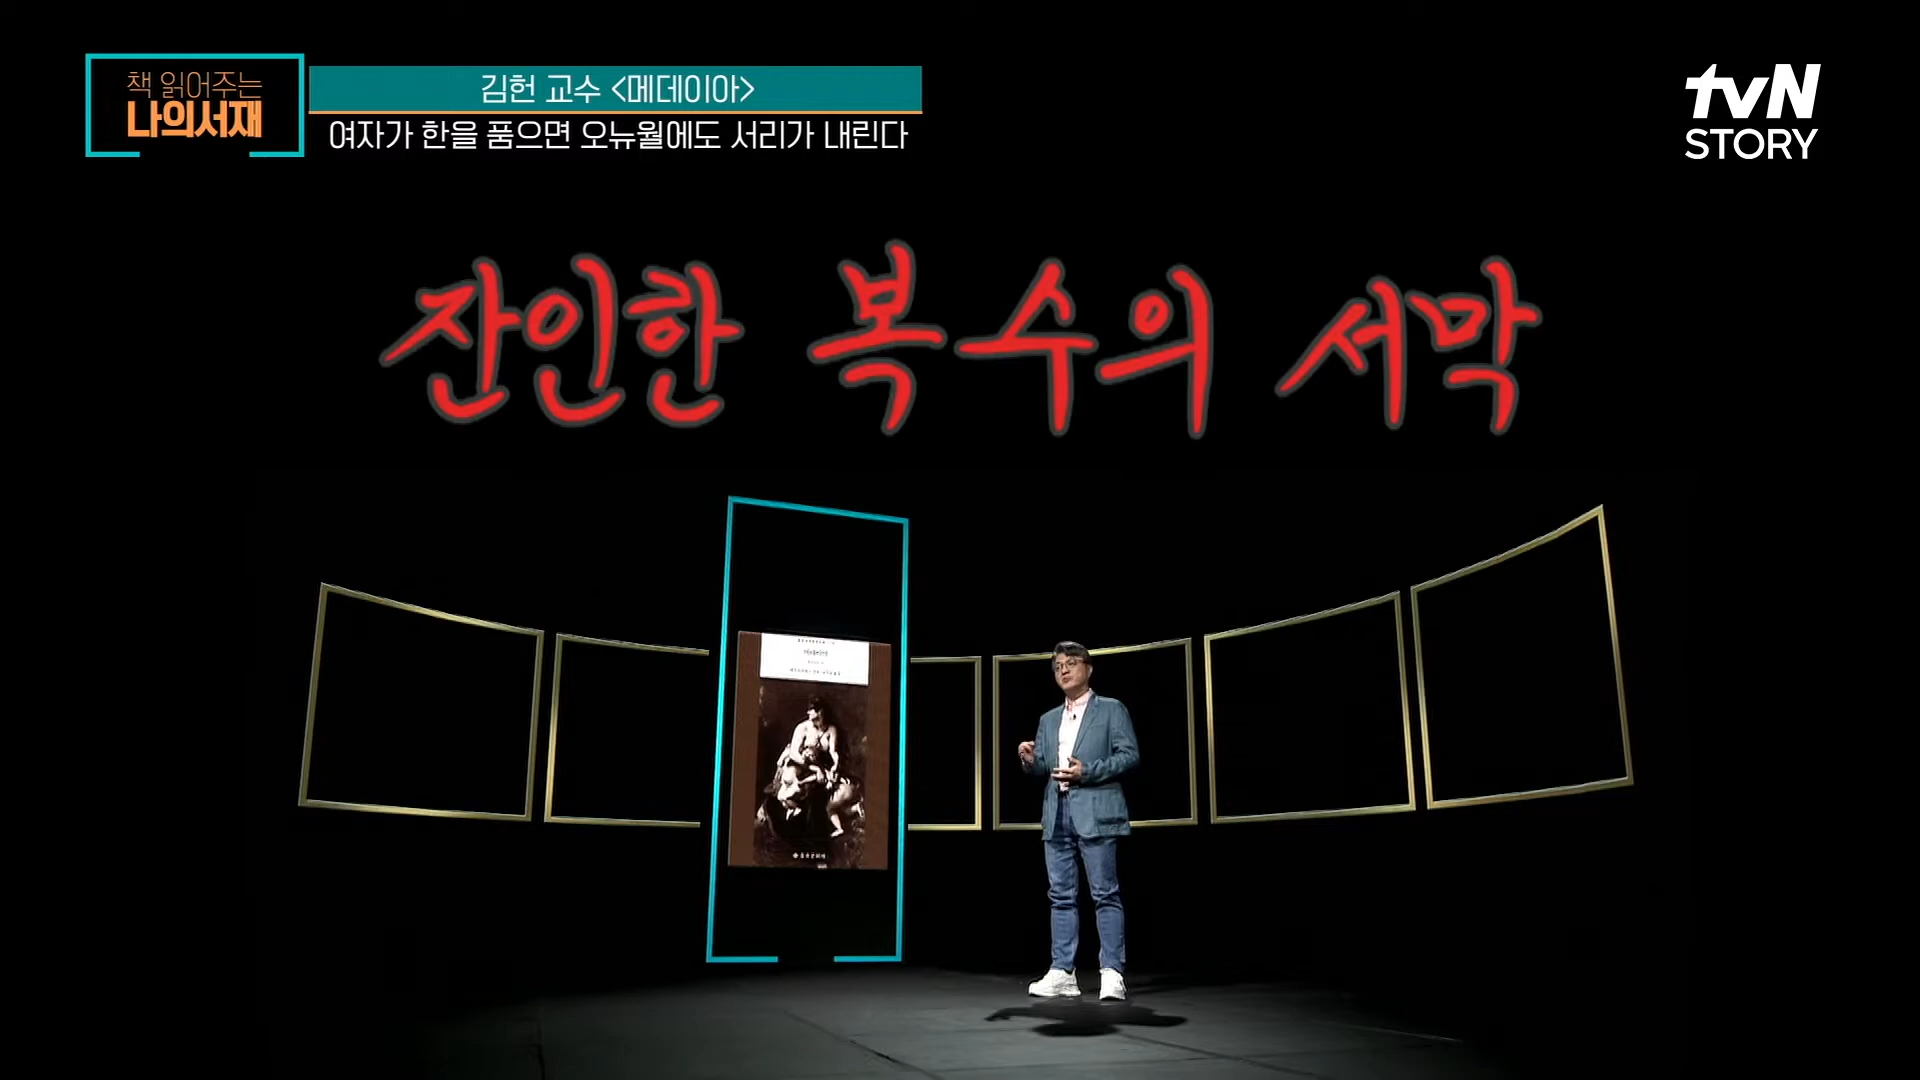 책 읽어주는
나의서재
김헌 교수 <메데이아>
여자가 한을 품으면 오뉴월에도 서리가 내린다
tvN
STORY
잔인한 복수의 서막